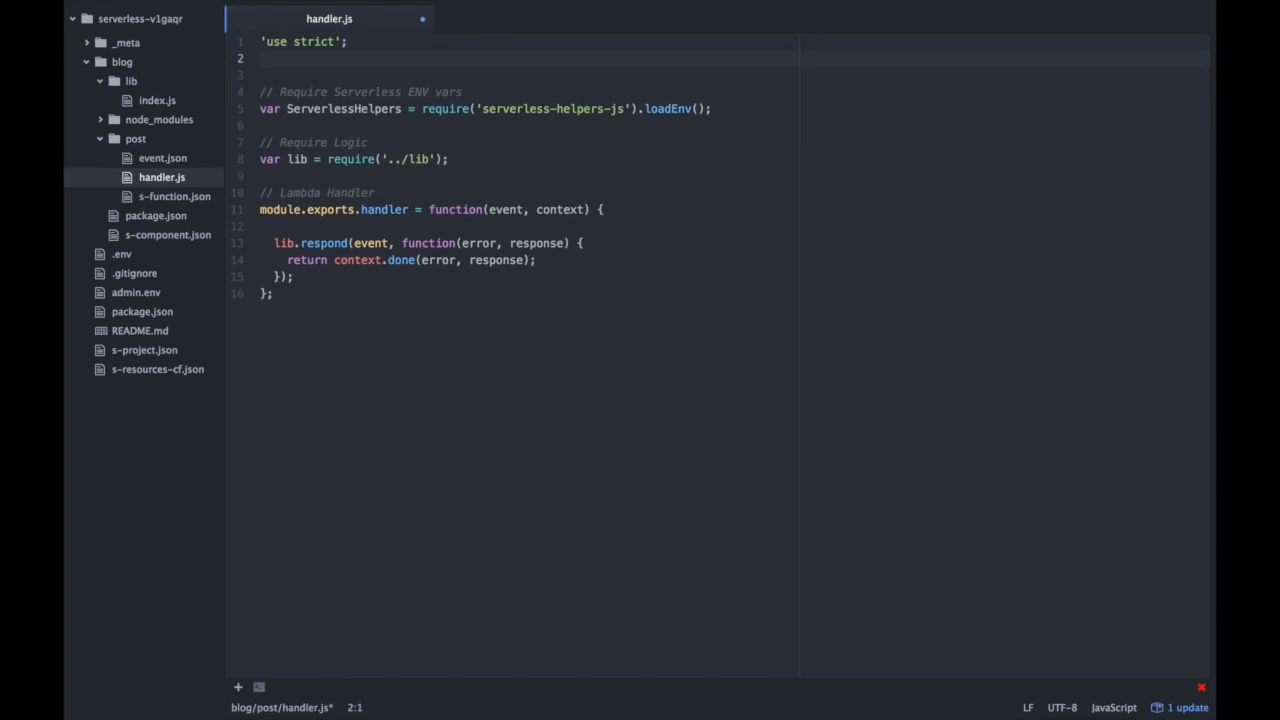 serverless-v1gaqr
_meta
blog
lib
index.js
node_modules
post
event.json
handler.js
s-function.json
package.json
s-component.json
.env
.gitignore
admin.env
package.json
README.md
s-project.json
s-resources-cf.json
handler.js
1 'use strict';
2
3
4 // Require Serverless ENV vars
5 var ServerlessHelpers = require('serverless-helpers-js').loadEnv();
6
7 // Require Logic
8 var lib = require('../lib');
9
10 // Lambda Handler
11 module.exports.handler = function(event, context) {
12
13   lib.respond(event, function(error, response) {
14     return context.done(error, response);
15   });
16 };
blog/post/handler.js* 2:1
LF UTF-8 JavaScript 1 update